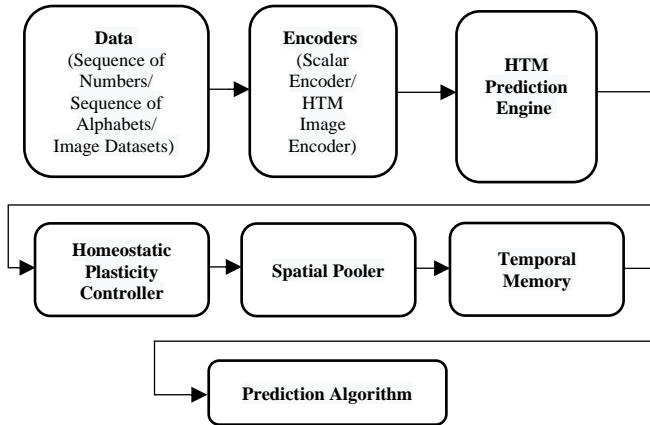 Data
(Sequence of
Numbers/
Sequence of
Alphabets/
Image Datasets)
Encoders
(Scalar
Encoder/
HTM
Image
Encoder)
HTM
Prediction
Engine
Homeostatic
Plasticity
Controller
Spatial Pooler
Temporal
Memory
Prediction Algorithm